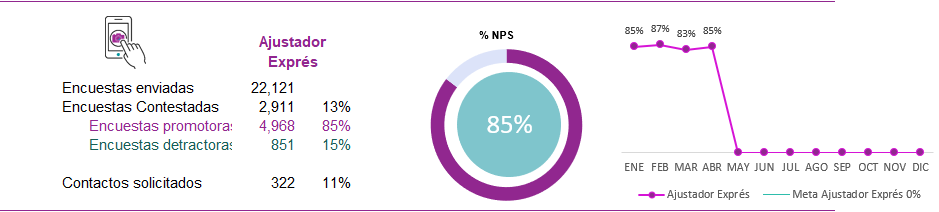 Ajustador
Exprés
Encuestas enviadas 22,121
Encuestas Contestadas 2,911 13%
Encuestas promotoras 4,968 85%
Encuestas detractoras 851 15%
Contactos solicitados 322 11%
% NPS
85%
85% 87% 83% 85%
ENE FEB MAR ABR MAY JUN JUL AGO SEP OCT NOV DIC
Ajustador Exprés Meta Ajustador Exprés 0%